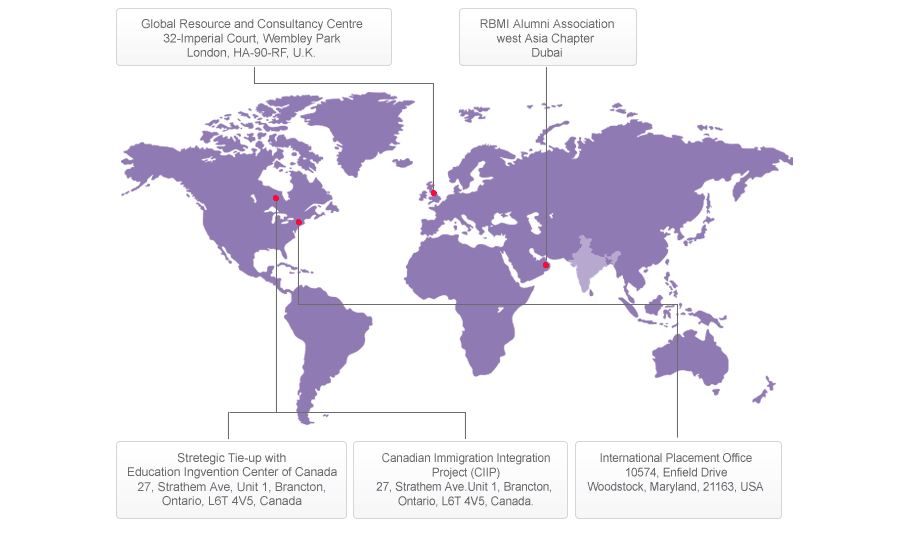 Global Resource and Consultancy Centre
32-Imperial Court, Wembley Park
London, HA-90-RF, U.K.
RBMI Alumni Association
west Asia Chapter
Dubai
Stretegic Tie-up with
Education Ingvention Center of Canada
27, Strathem Ave, Unit 1, Brancton,
Ontario, L6T 4V5, Canada
Canadian Immigration Integration
Project (CIIP)
27, Strathem Ave.Unit 1, Brancton,
Ontario, L6T 4V5, Canada.
International Placement Office
10574, Enfield Drive
Woodstock, Maryland, 21163, USA